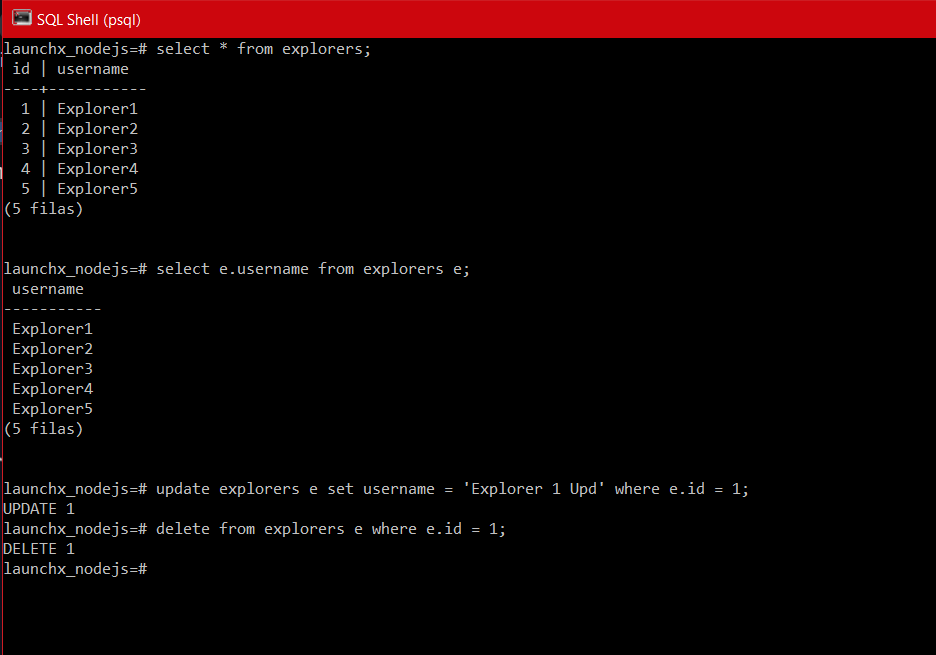 SQL Shell (psql)
launchx_nodejs=# select * from explorers;
 id | username
----+-----------
  1 | Explorer1
  2 | Explorer2
  3 | Explorer3
  4 | Explorer4
  5 | Explorer5
(5 filas)
launchx_nodejs=# select e.username from explorers e;
 username
-----------
 Explorer1
 Explorer2
 Explorer3
 Explorer4
 Explorer5
(5 filas)
launchx_nodejs=# update explorers e set username = 'Explorer 1 Upd' where e.id = 1;
UPDATE 1
launchx_nodejs=# delete from explorers e where e.id = 1;
DELETE 1
launchx_nodejs=#